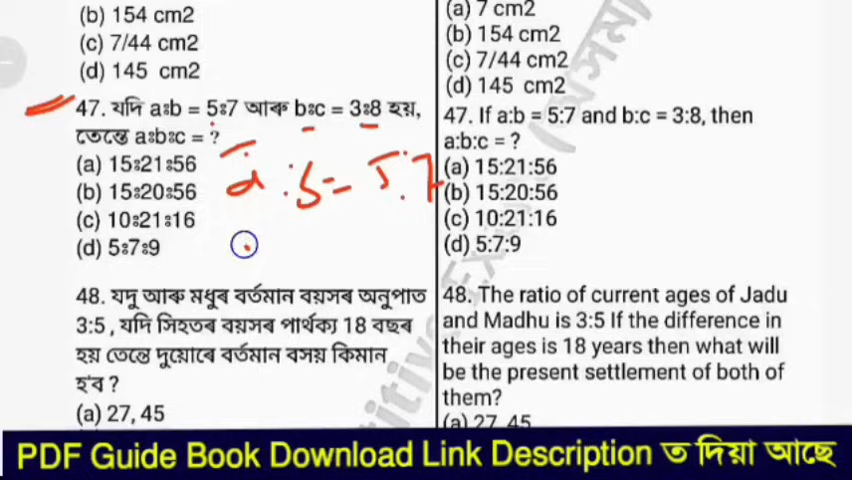 (b) 154 cm2
(c) 7/44 cm2
(d) 145 cm2
47. যদি a:b = 5:7 আৰু b:c = 3:8 হয়,
তেন্তে a:b:c = ?
(a) 15:21:56
(b) 15:20:56
(c) 10:21:16
(d) 5:7:9
48. যদু আৰু মধুৰ বৰ্তমান বয়সৰ অনুপাত
3:5 , যদি সিহতৰ বয়সৰ পাৰ্থক্য 18 বছৰ
হয় তেন্তে দুয়োৰে বৰ্তমান বসয় কিমান
হ'ব ?
(a) 27, 45
a : b = 5 : 7
(a) 7 cm2
(b) 154 cm2
(c) 7/44 cm2
(d) 145 cm2
47. If a:b = 5:7 and b:c = 3:8, then
a:b:c = ?
(a) 15:21:56
(b) 15:20:56
(c) 10:21:16
(d) 5:7:9
48. The ratio of current ages of Jadu
and Madhu is 3:5 If the difference in
their ages is 18 years then what will
be the present settlement of both of
them?
(a) 27, 45
PDF Guide Book Download Link Description ত দিয়া আছে